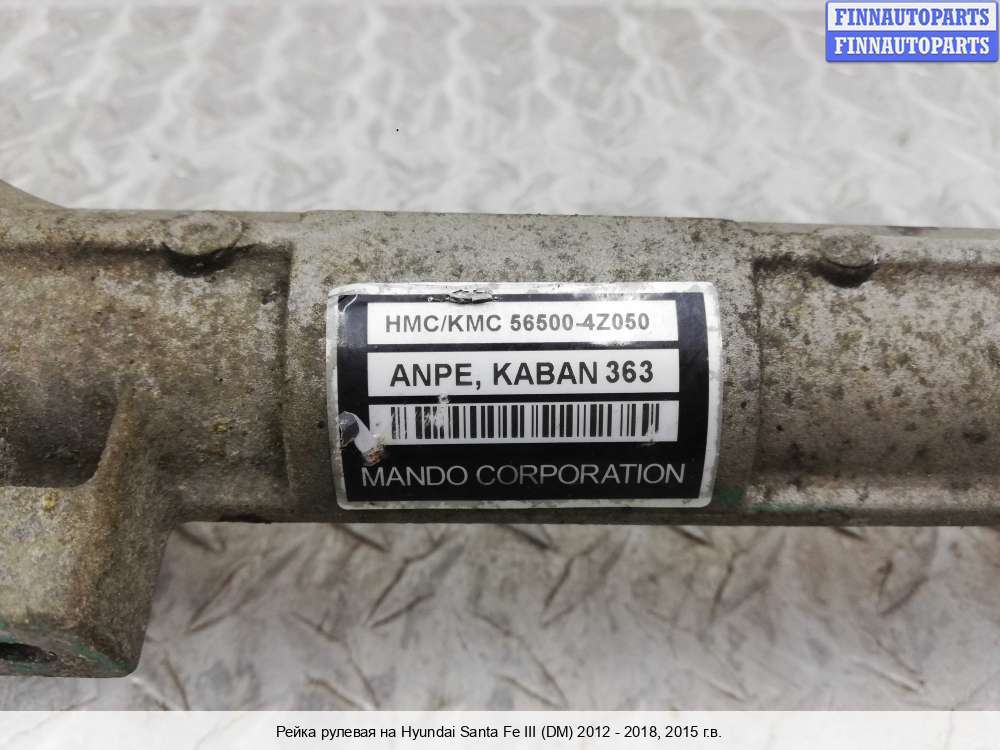 FINNAUTOPARTS
FINNAUTOPARTS
HMC/KMC 56500-4Z050
ANPE, KABAN 363
MANDO CORPORATION
Рейка рулевая на Hyundai Santa Fe III (DM) 2012 - 2018, 2015 г.в.